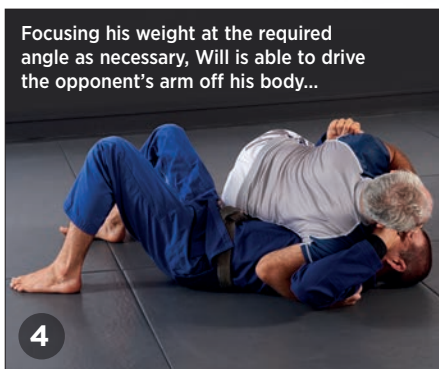 Focusing his weight at the required
angle as necessary, Will is able to drive
the opponent’s arm off his body...
4